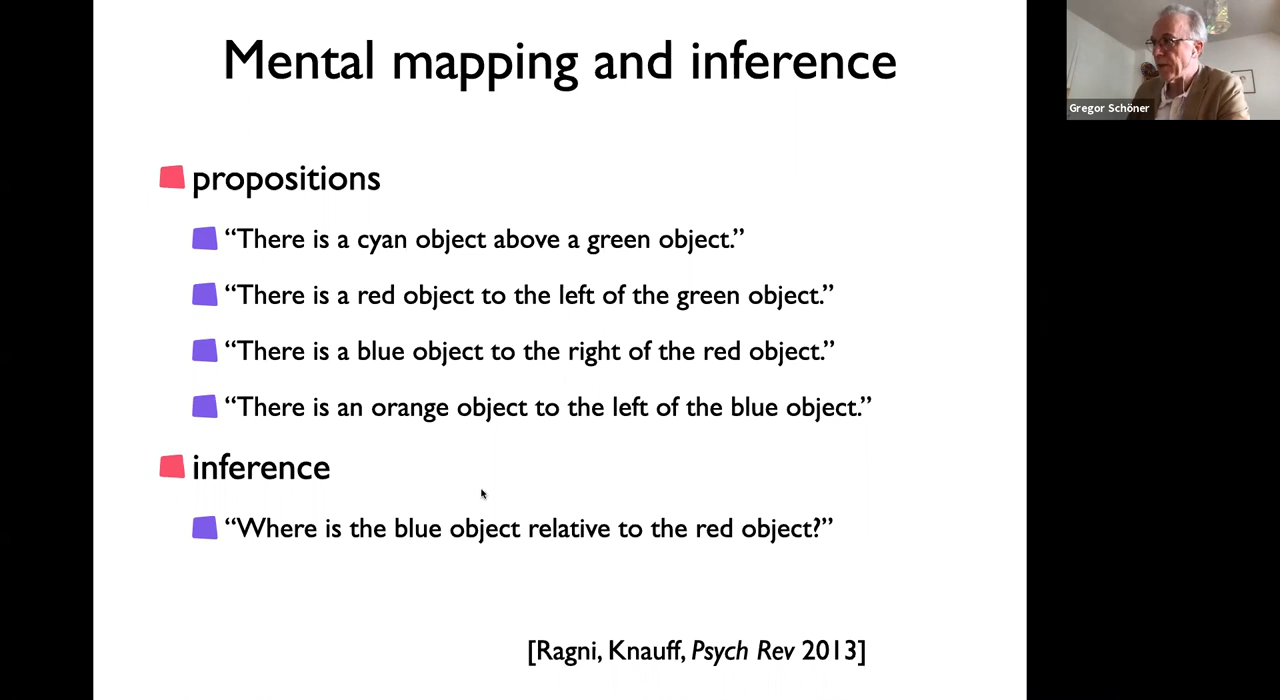 Mental mapping and inference
Gregor Schöner
propositions
“There is a cyan object above a green object.”
“There is a red object to the left of the green object.”
“There is a blue object to the right of the red object.”
“There is an orange object to the left of the blue object.”
inference
“Where is the blue object relative to the red object?”
[Ragni, Knauff, Psych Rev 2013]